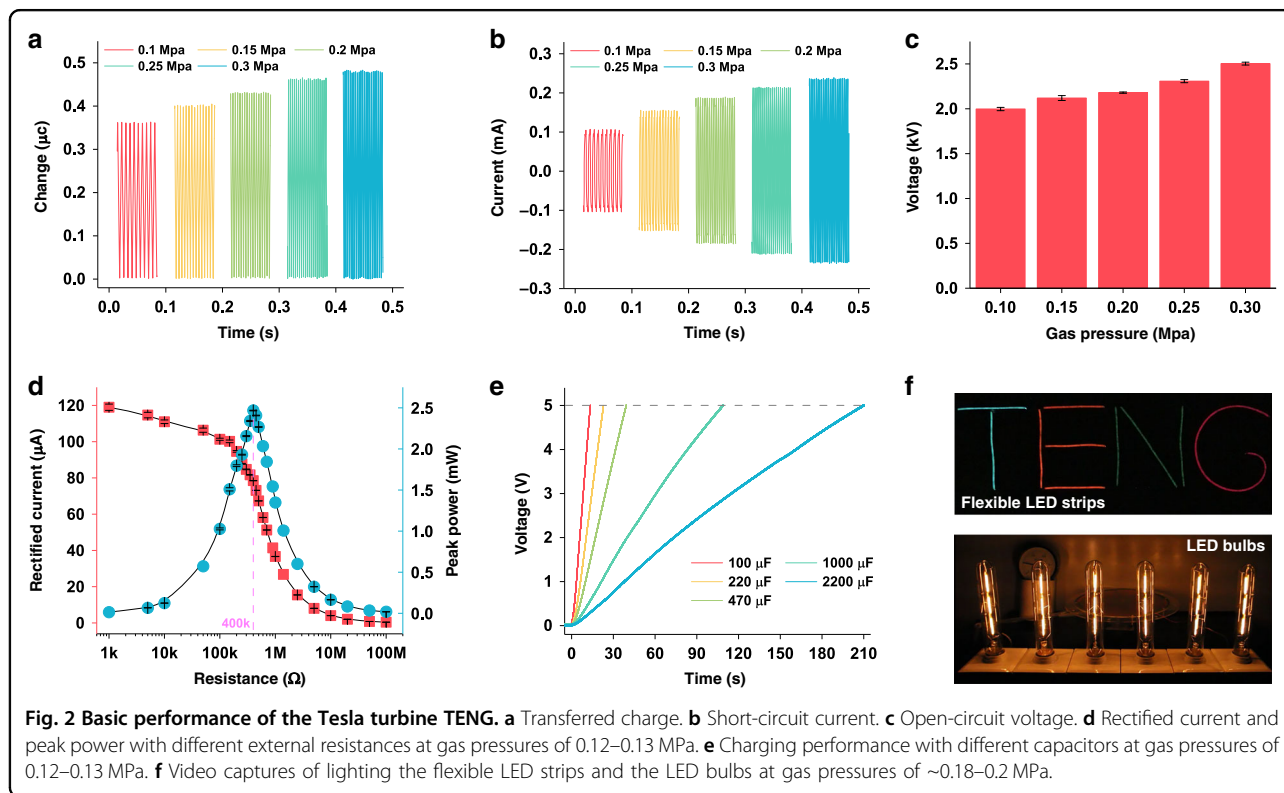 a
0.1 Mpa 0.15 Mpa 0.2 Mpa
0.25 Mpa 0.3 Mpa
0.5
0.4
0.3
0.2
0.1
0.0
Change (μc)
0.0 0.1 0.2 0.3 0.4 0.5
Time (s)
b
0.1 Mpa 0.15 Mpa 0.2 Mpa
0.25 Mpa 0.3 Mpa
0.4
0.3
0.2
0.1
0.0
−0.1
−0.2
−0.3
Current (mA)
0.0 0.1 0.2 0.3 0.4 0.5
Time (s)
c
2.5
2.0
0.5
0.0
Voltage (kV)
0.10 0.15 0.20 0.25 0.30
Gas pressure (Mpa)
d
120
100
80
60
40
20
0
Rectified current (μA)
2.5
2.0
1.5
1.0
0.5
0.0
Peak power (mW)
400k
1k 10k 100k 1M 10M 100M
Resistance (Ω)
e
5
4
3
2
1
0
Voltage (V)
100 μF 1000 μF
220 μF 2200 μF
470 μF
0 30 60 90 120 150 180 210
Time (s)
f
TENG
Flexible LED strips
LED bulbs
Fig. 2 Basic performance of the Tesla turbine TENG. a Transferred charge. b Short-circuit current. c Open-circuit voltage. d Rectified current and
peak power with different external resistances at gas pressures of 0.12–0.13 MPa. e Charging performance with different capacitors at gas pressures of
0.12–0.13 MPa. f Video captures of lighting the flexible LED strips and the LED bulbs at gas pressures of ~0.18–0.2 MPa.